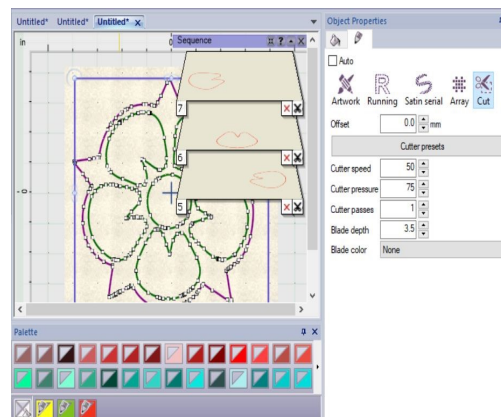 Untitled* Untitled* Untitled* x
in 0 Sequence
0
7
6
5
Palette
Object Properties
Auto
Artwork Running Satin serial Array Cut
Offset 0.0 mm
Cutter presets
Cutter speed 50
Cutter pressure 75
Cutter passes 1
Blade depth 3.5
Blade color None